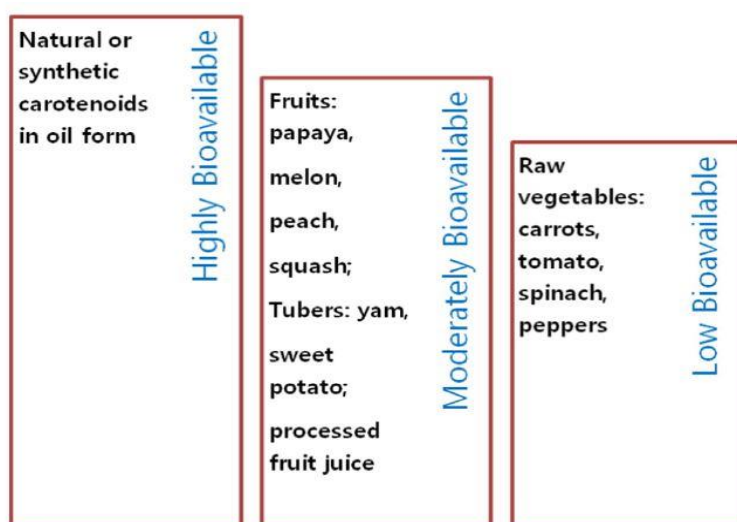 Natural or
synthetic
carotenoids
in oil form
Highly Bioavailable
Fruits:
papaya,
melon,
peach,
squash;
Tubers: yam,
sweet
potato;
processed
fruit juice
Moderately Bioavailable
Raw
vegetables:
carrots,
tomato,
spinach,
peppers
Low Bioavailable